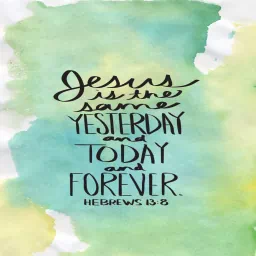 Jesus
is the
same
YESTERDAY
and
TODAY
and
FOREVER.
HEBREWS 13:8